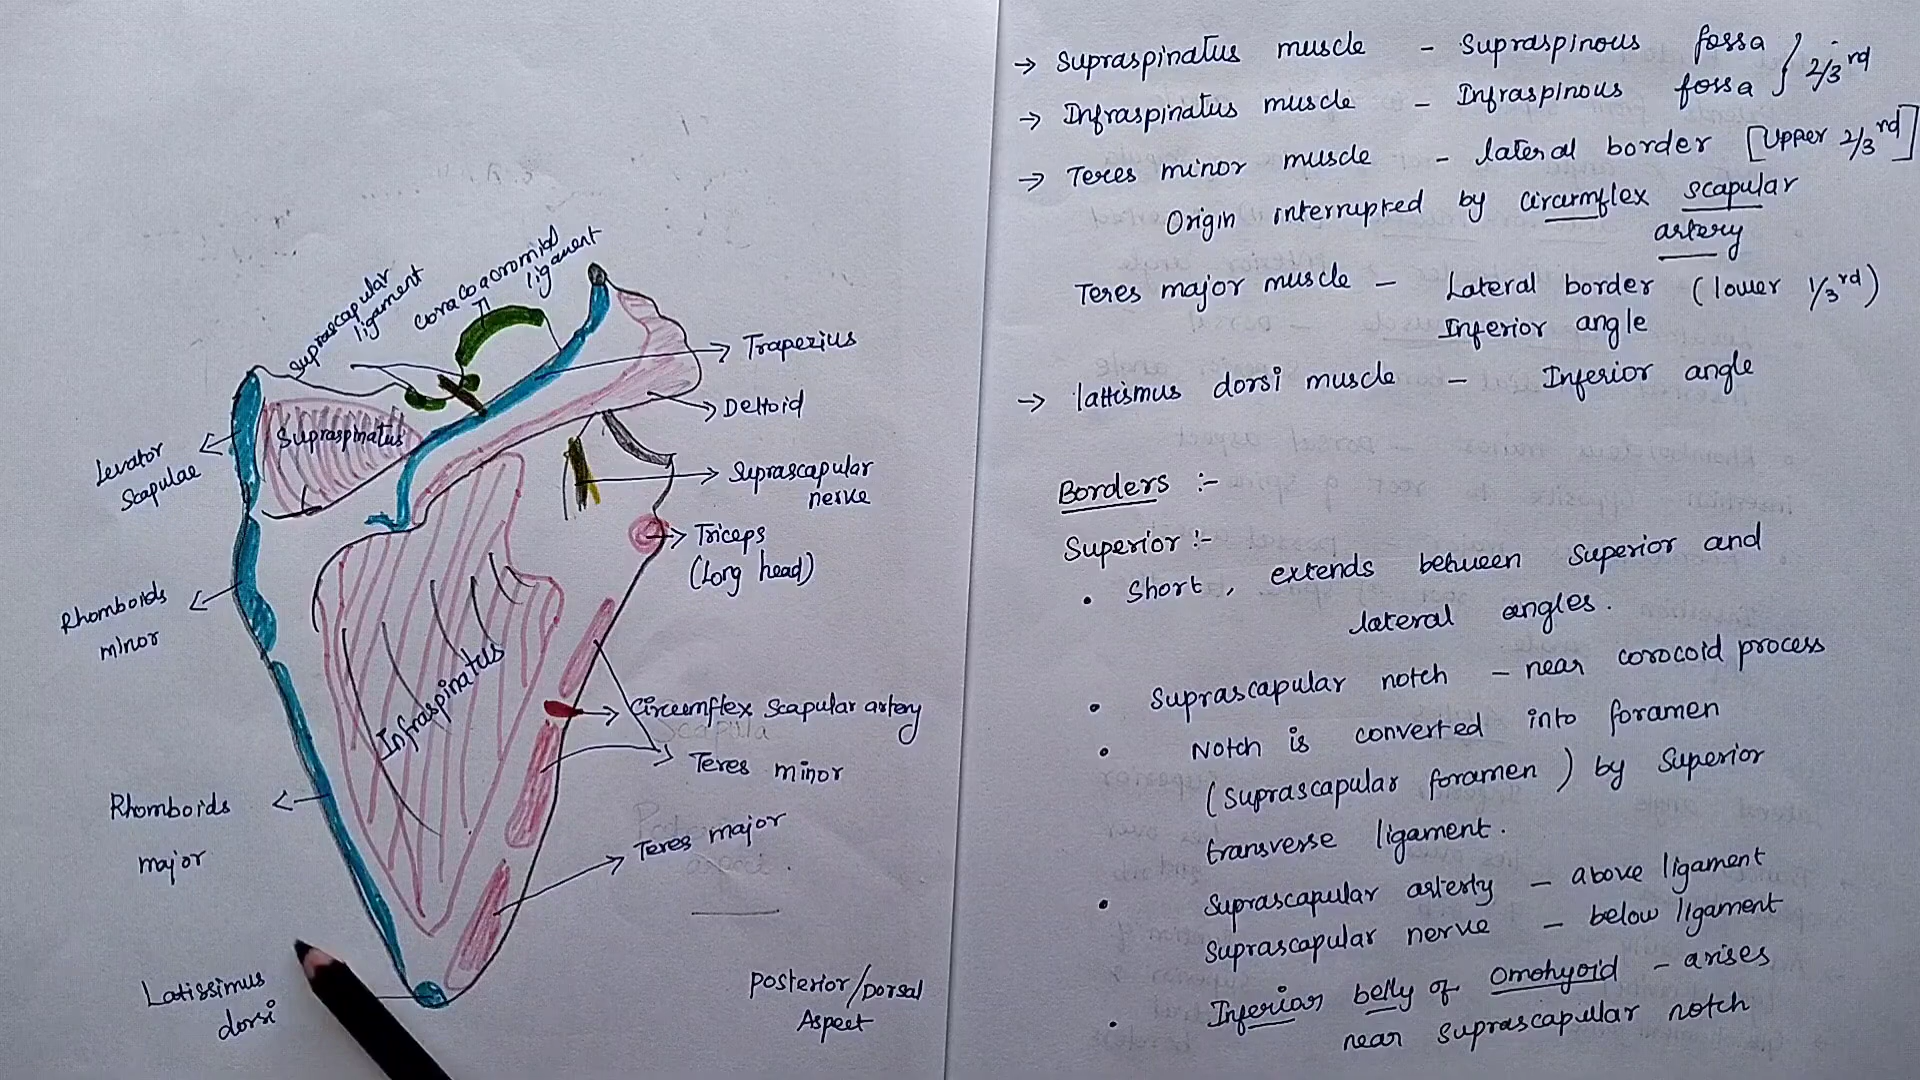 suprascapular
ligament
coracoacromial
ligament
Trapezius
Deltoid
Supraspinatus
Levator
Scapulae
Suprascapular
nerve
Triceps
(Long head)
Rhomboids
minor
Infraspinatus
Circumflex Scapular artery
Teres minor
Rhomboids
major
Teres major
Latissimus
dorsi
Posterior/Dorsal
Aspect
→ Supraspinatus muscle - Supraspinous fossa } 2/3rd
→ Infraspinatus muscle - Infraspinous fossa
→ Teres minor muscle - lateral border [Upper 2/3rd]
Origin interrupted by circumflex scapular
artery
Teres major muscle - Lateral border (lower 1/3rd)
Inferior angle
→ lattismus dorsi muscle - Inferior angle
Borders :-
Superior :-
• Short, extends between Superior and
lateral angles.
• Suprascapular notch - near corocoid process
• Notch is converted into foramen
(Suprascapular foramen) by Superior
transverse ligament.
• Suprascapular arterty - above ligament
Suprascapular nerve - below ligament
• Inferior belly of Omohyoid - arises
near Suprascapular notch